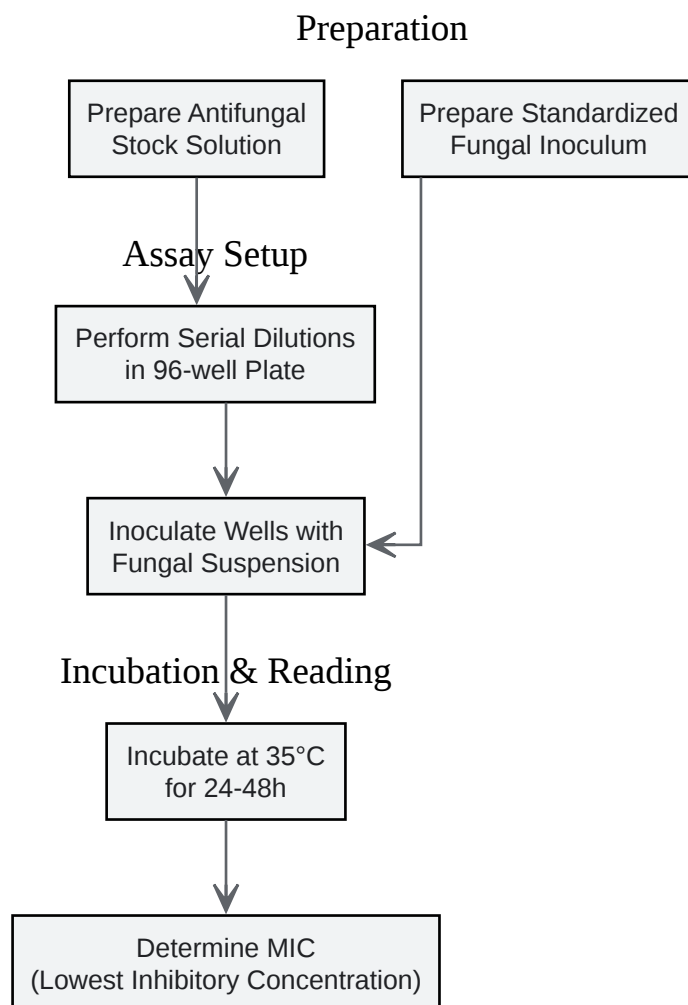 Preparation
Prepare Antifungal
Stock Solution
Prepare Standardized
Fungal Inoculum
Assay Setup
Perform Serial Dilutions
in 96-well Plate
Inoculate Wells with
Fungal Suspension
Incubation & Reading
Incubate at 35°C
for 24-48h
Determine MIC
(Lowest Inhibitory Concentration)